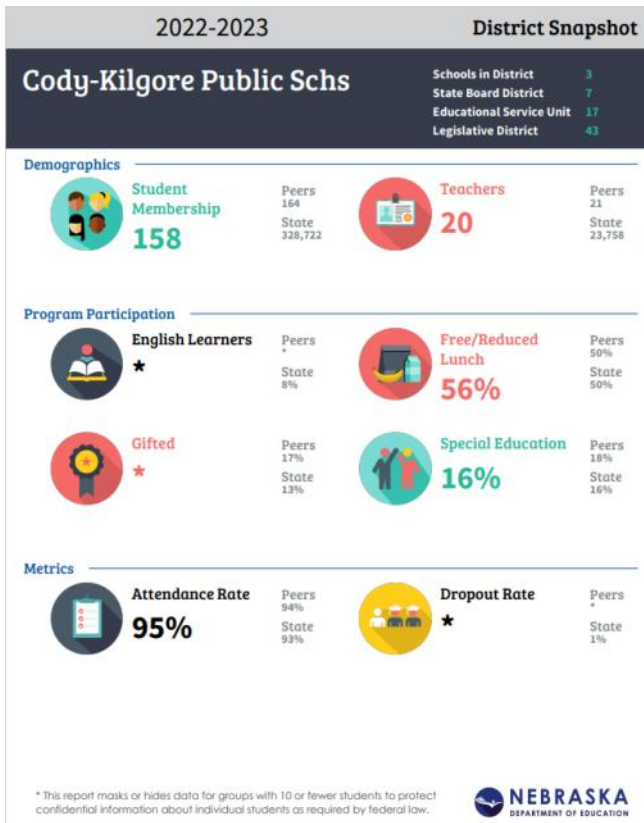 2022-2023 District Snapshot
Cody-Kilgore Public Schs
Schools in District 3
State Board District 7
Educational Service Unit 17
Legislative District 43
Demographics
Student Membership
158
Peers
164
State
328,722
Teachers
20
Peers
21
State
23,758
Program Participation
English Learners
*
Peers
*
State
8%
Free/Reduced
Lunch
56%
Peers
50%
State
50%
Gifted
*
Peers
17%
State
13%
Special Education
16%
Peers
18%
State
16%
Metrics
Attendance Rate
95%
Peers
94%
State
93%
Dropout Rate
*
Peers
*
State
1%
* This report masks or hides data for groups with 10 or fewer students to protect
confidential information about individual students as required by federal law.
NEBRASKA
DEPARTMENT OF EDUCATION